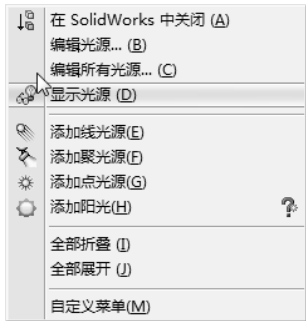 在 SolidWorks 中关闭 (A)
编辑光源... (B)
编辑所有光源... (C)
显示光源 (D)
添加线光源(E)
添加聚光源(F)
添加点光源(G)
添加阳光(H)
全部折叠 (I)
全部展开 (J)
自定义菜单(M)